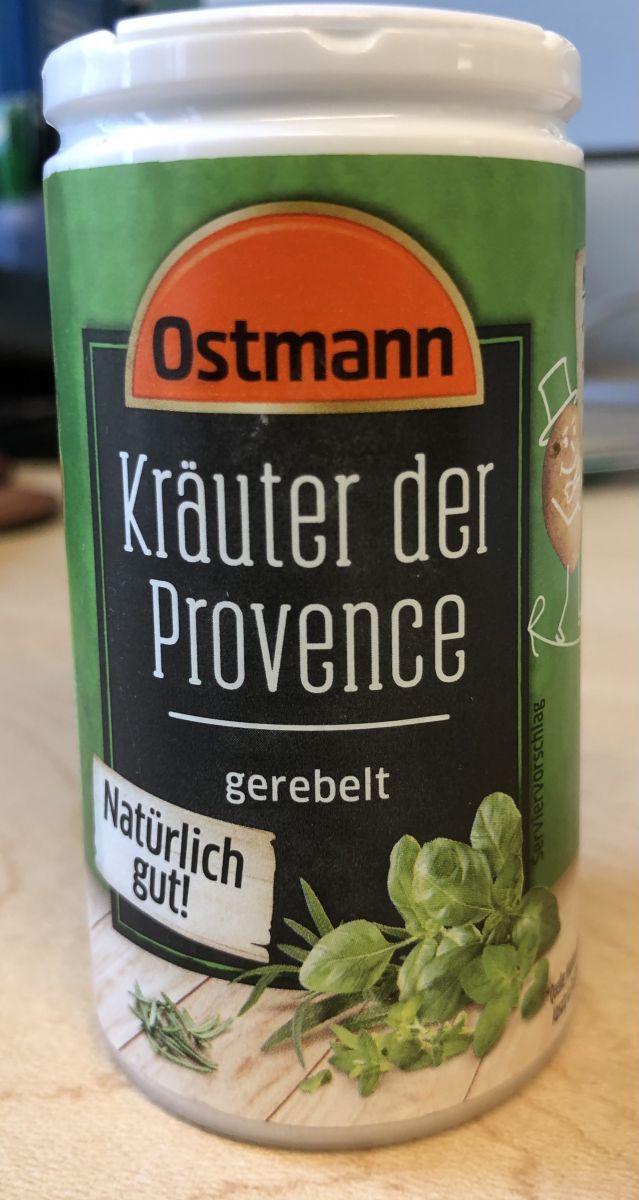 Ostmann
Kräuter der
Provence
gerebelt
Natürlich
gut!
Serviervorschlag